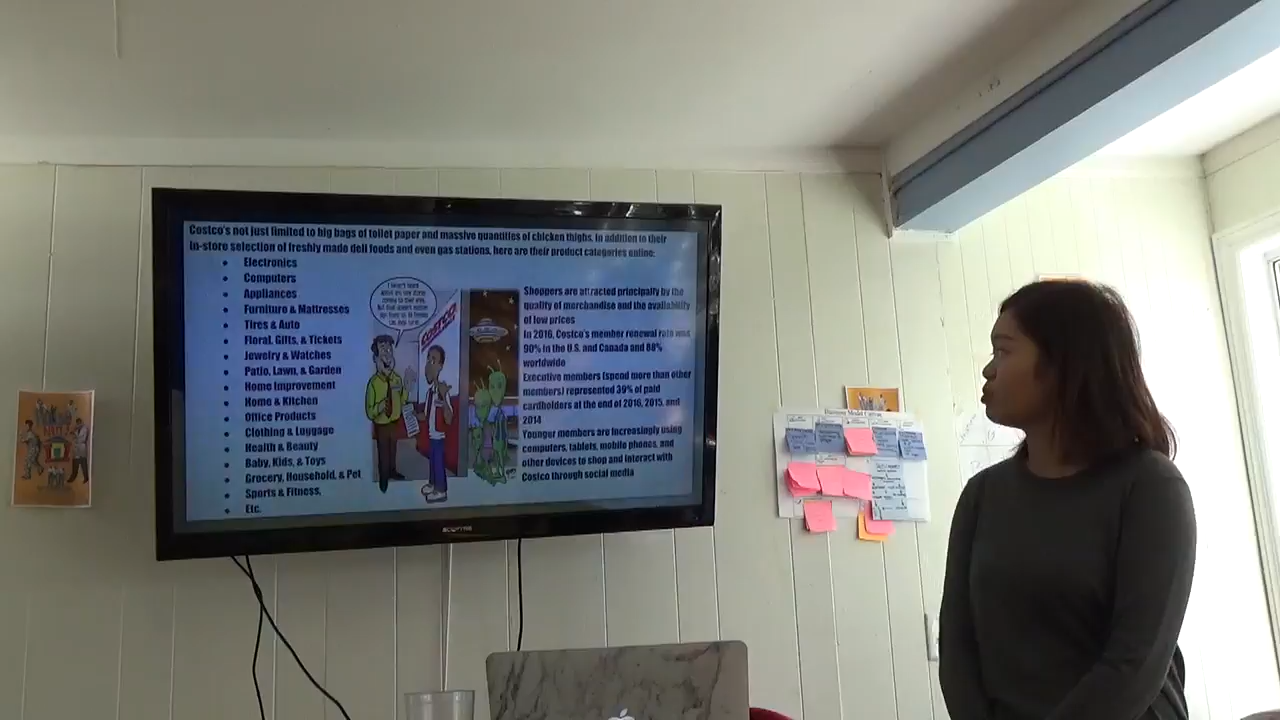 Costco's not just limited to big bags of toilet paper and massive quantities of chicken thighs. In addition to their
in-store selection of freshly made deli foods and even gas stations, here are their product categories online:
• Electronics
• Computers
• Appliances
• Furniture & Mattresses
• Tires & Auto
• Floral, Gifts, & Tickets
• Jewelry & Watches
• Patio, Lawn, & Garden
• Home Improvement
• Home & Kitchen
• Office Products
• Clothing & Luggage
• Health & Beauty
• Baby, Kids, & Toys
• Grocery, Household, & Pet
• Sports & Fitness,
• Etc.
COSTCO
Shoppers are attracted principally by the
quality of merchandise and the availability
of low prices
In 2016, Costco's member renewal rate was
90% in the U.S. and Canada and 88%
worldwide
Executive members (spend more than other
members) represented 39% of paid
cardholders at the end of 2016, 2015, and
2014
Younger members are increasingly using
computers, tablets, mobile phones, and
other devices to shop and interact with
Costco through social media
SCEPTRE
Business Model Canvas